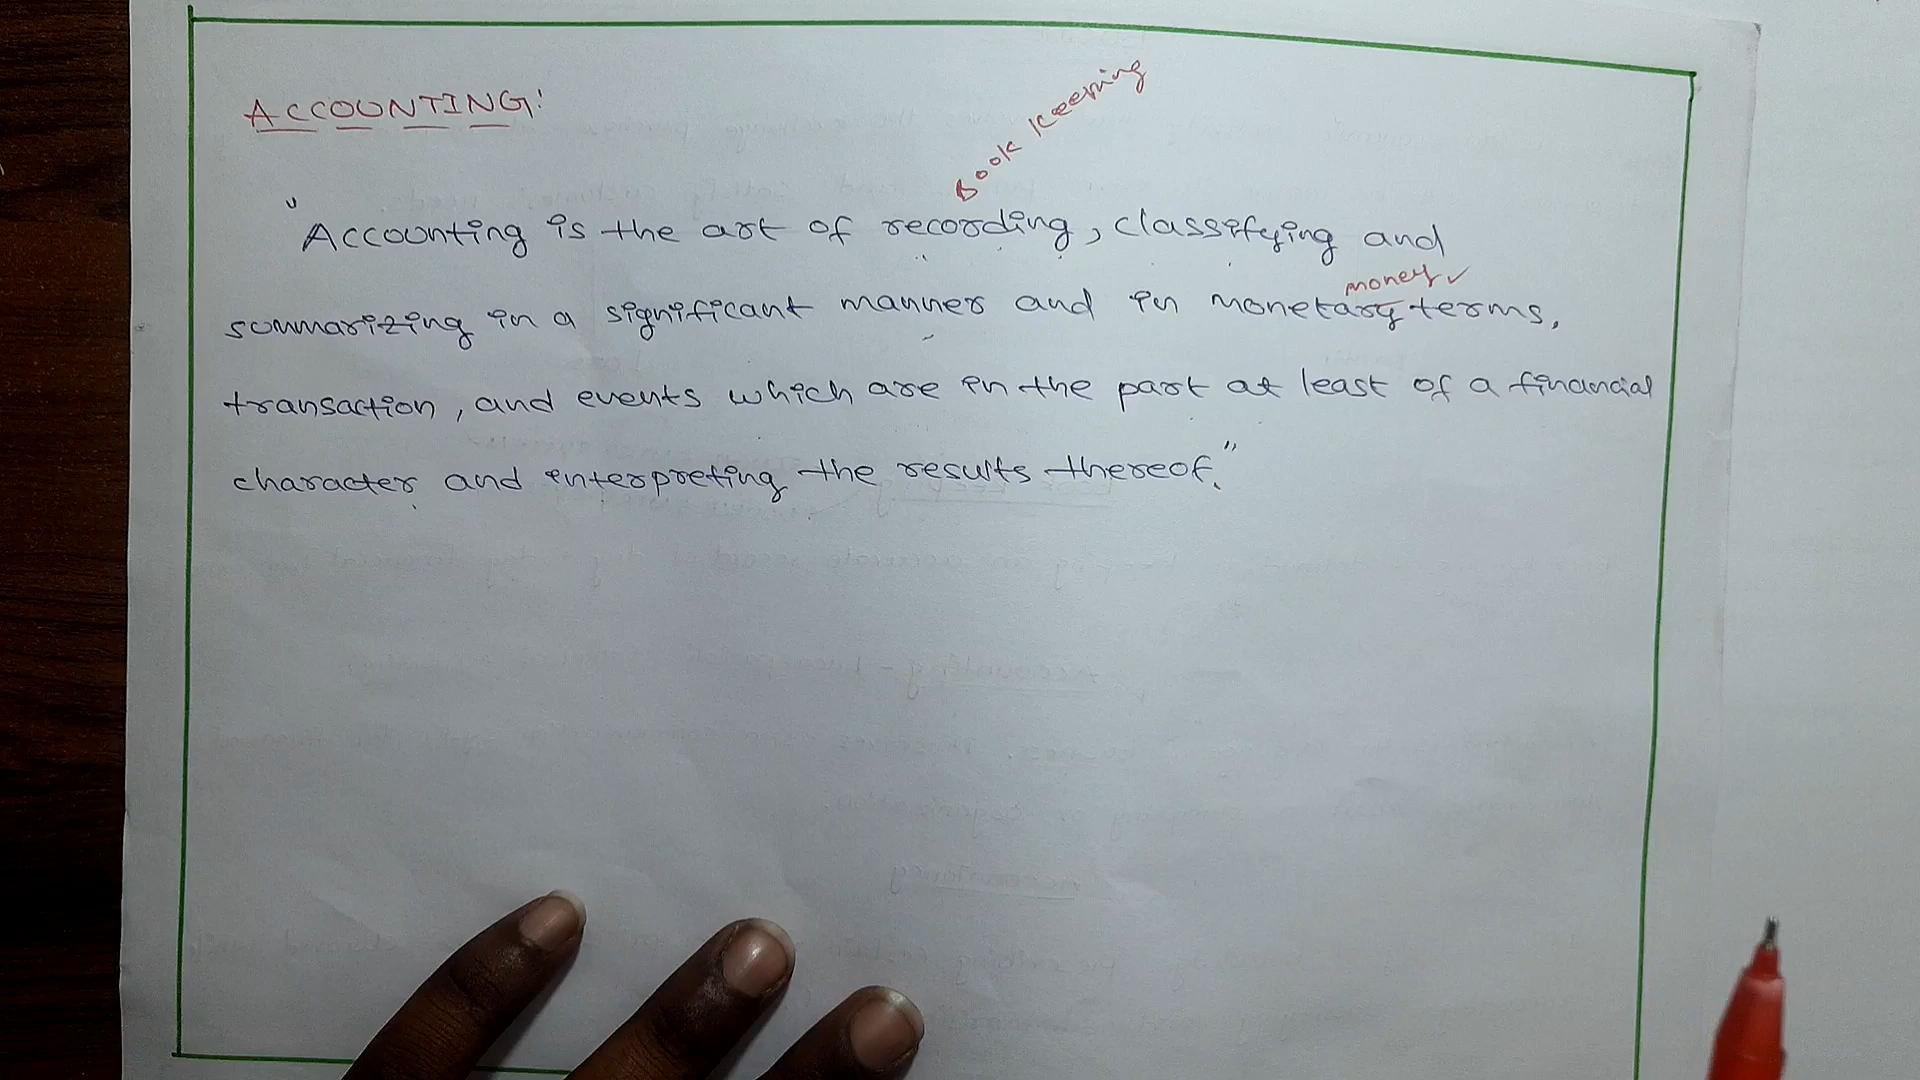 ACCOUNTING:
Book Keeping
"Accounting is the art of recording, classifying and
money
summarizing in a significant manner and in monetary terms,
transaction, and events which are in the part at least of a financial
character and interpreting the results thereof."